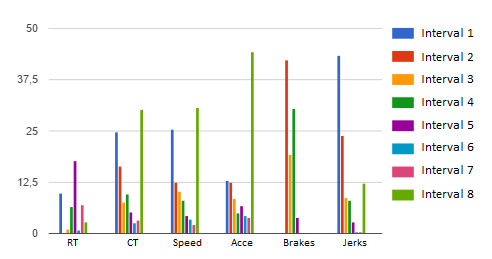 50
37,5
25
12,5
0
RT CT Speed Acce Brakes Jerks
Interval 1
Interval 2
Interval 3
Interval 4
Interval 5
Interval 6
Interval 7
Interval 8